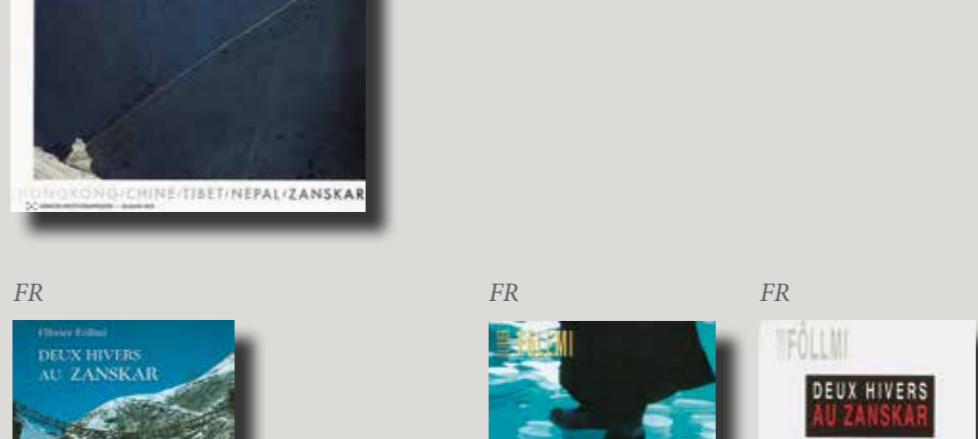 HONGKONG/CHINE/TIBET/NEPAL/ZANSKAR
FR
FR
FR
Olivier Föllmi
DEUX HIVERS
AU ZANSKAR
FÖLLMI
FÖLLMI
DEUX HIVERS
AU ZANSKAR